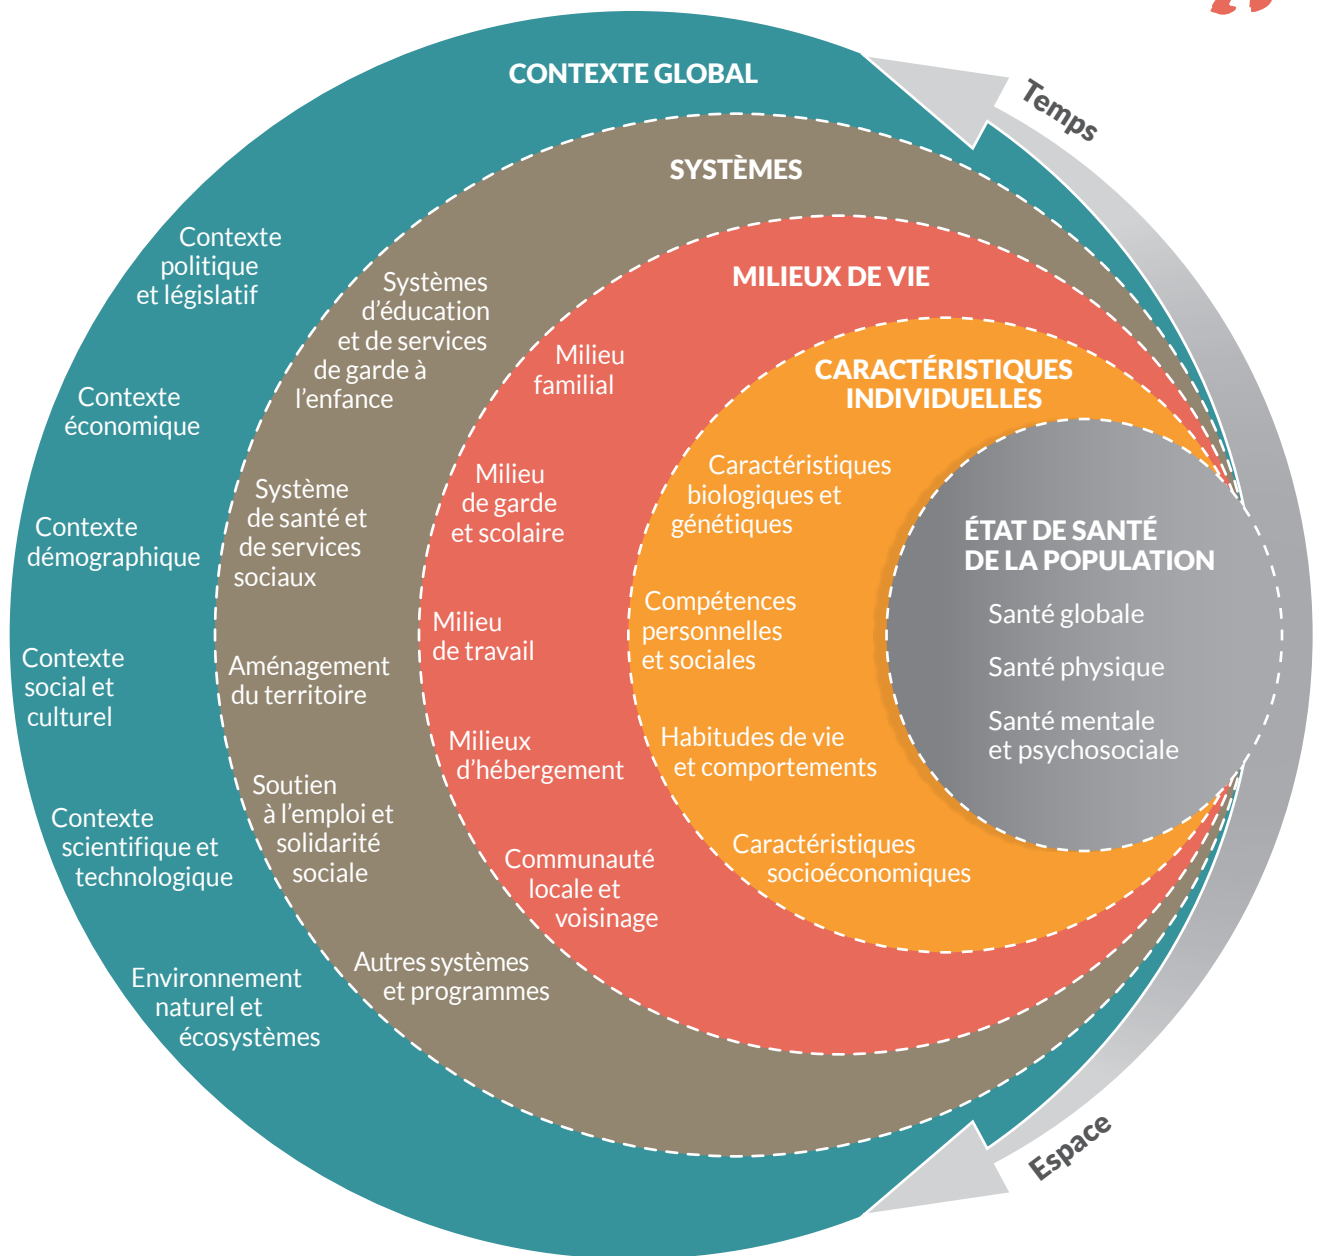 CONTEXTE GLOBAL
Temps
SYSTÈMES
MILIEUX DE VIE
CARACTÉRISTIQUES
INDIVIDUELLES
ÉTAT DE SANTÉ
DE LA POPULATION
Santé globale
Santé physique
Santé mentale
et psychosociale
Contexte
politique
et législatif
Contexte
économique
Contexte
démographique
Contexte
social et
culturel
Contexte
scientifique et
technologique
Environnement
naturel et
écosystèmes
Systèmes
d'éducation
et de services
de garde à
l'enfance
Système
de santé et
de services
sociaux
Aménagement
du territoire
Soutien
à l'emploi et
solidarité
sociale
Autres systèmes
et programmes
Milieu
familial
Milieu
de garde
et scolaire
Milieu
de travail
Milieux
d'hébergement
Communauté
locale et
voisinage
Caractéristiques
biologiques et
génétiques
Compétences
personnelles
et sociales
Habitudes de vie
et comportements
Caractéristiques
socioéconomiques
Espace